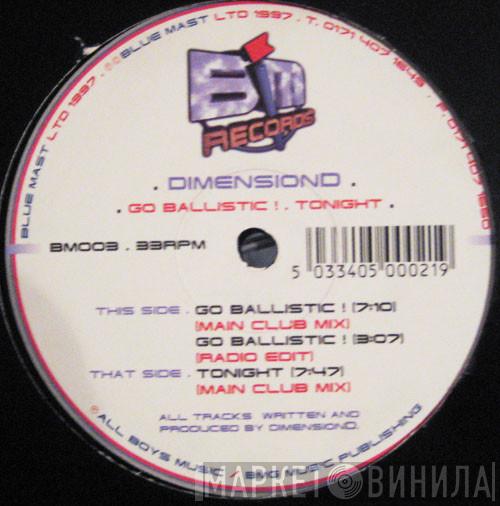 BLUE MAST LTD 1997 . ℗© BLUE MAST LTD 1997 . T. 0171 407 1649 . F. 0171 407 1650
BM
RECORDS
. DIMENSIOND .
. GO BALLISTIC ! . TONIGHT .
BM003 . 33RPM
5 033405 000219
THIS SIDE . GO BALLISTIC ! (7:10)
(MAIN CLUB MIX)
GO BALLISTIC ! (3:07)
(RADIO EDIT)
THAT SIDE . TONIGHT (7:47)
(MAIN CLUB MIX)
ALL TRACKS WRITTEN AND
PRODUCED BY DIMENSIOND.
℗ ALL BOYS MUSIC / BMG MUSIC PUBLISHING
МАРКЕТ ВИНИЛА